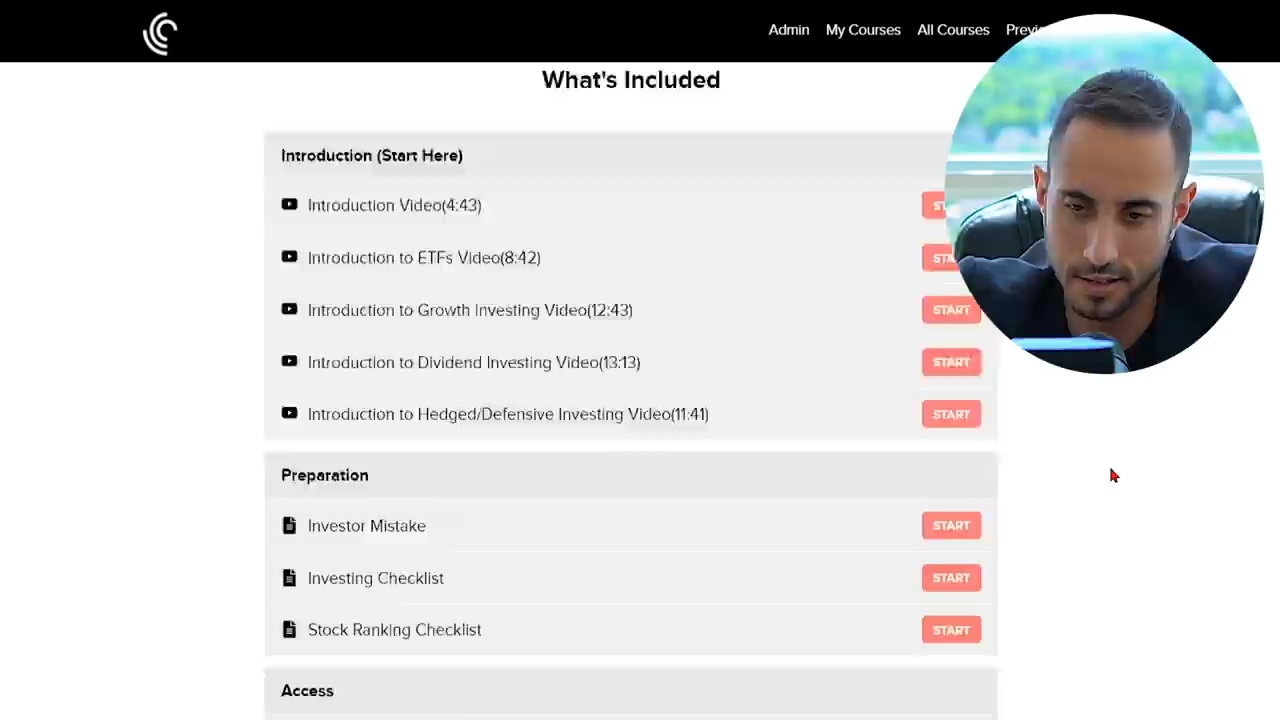 Admin My Courses All Courses
What's Included
Introduction (Start Here)
Introduction Video(4:43)
Introduction to ETFs Video(8:42)
Introduction to Growth Investing Video(12:43) START
Introduction to Dividend Investing Video(13:13) START
Introduction to Hedged/Defensive Investing Video(11:41) START
Preparation
Investor Mistake START
Investing Checklist START
Stock Ranking Checklist START
Access